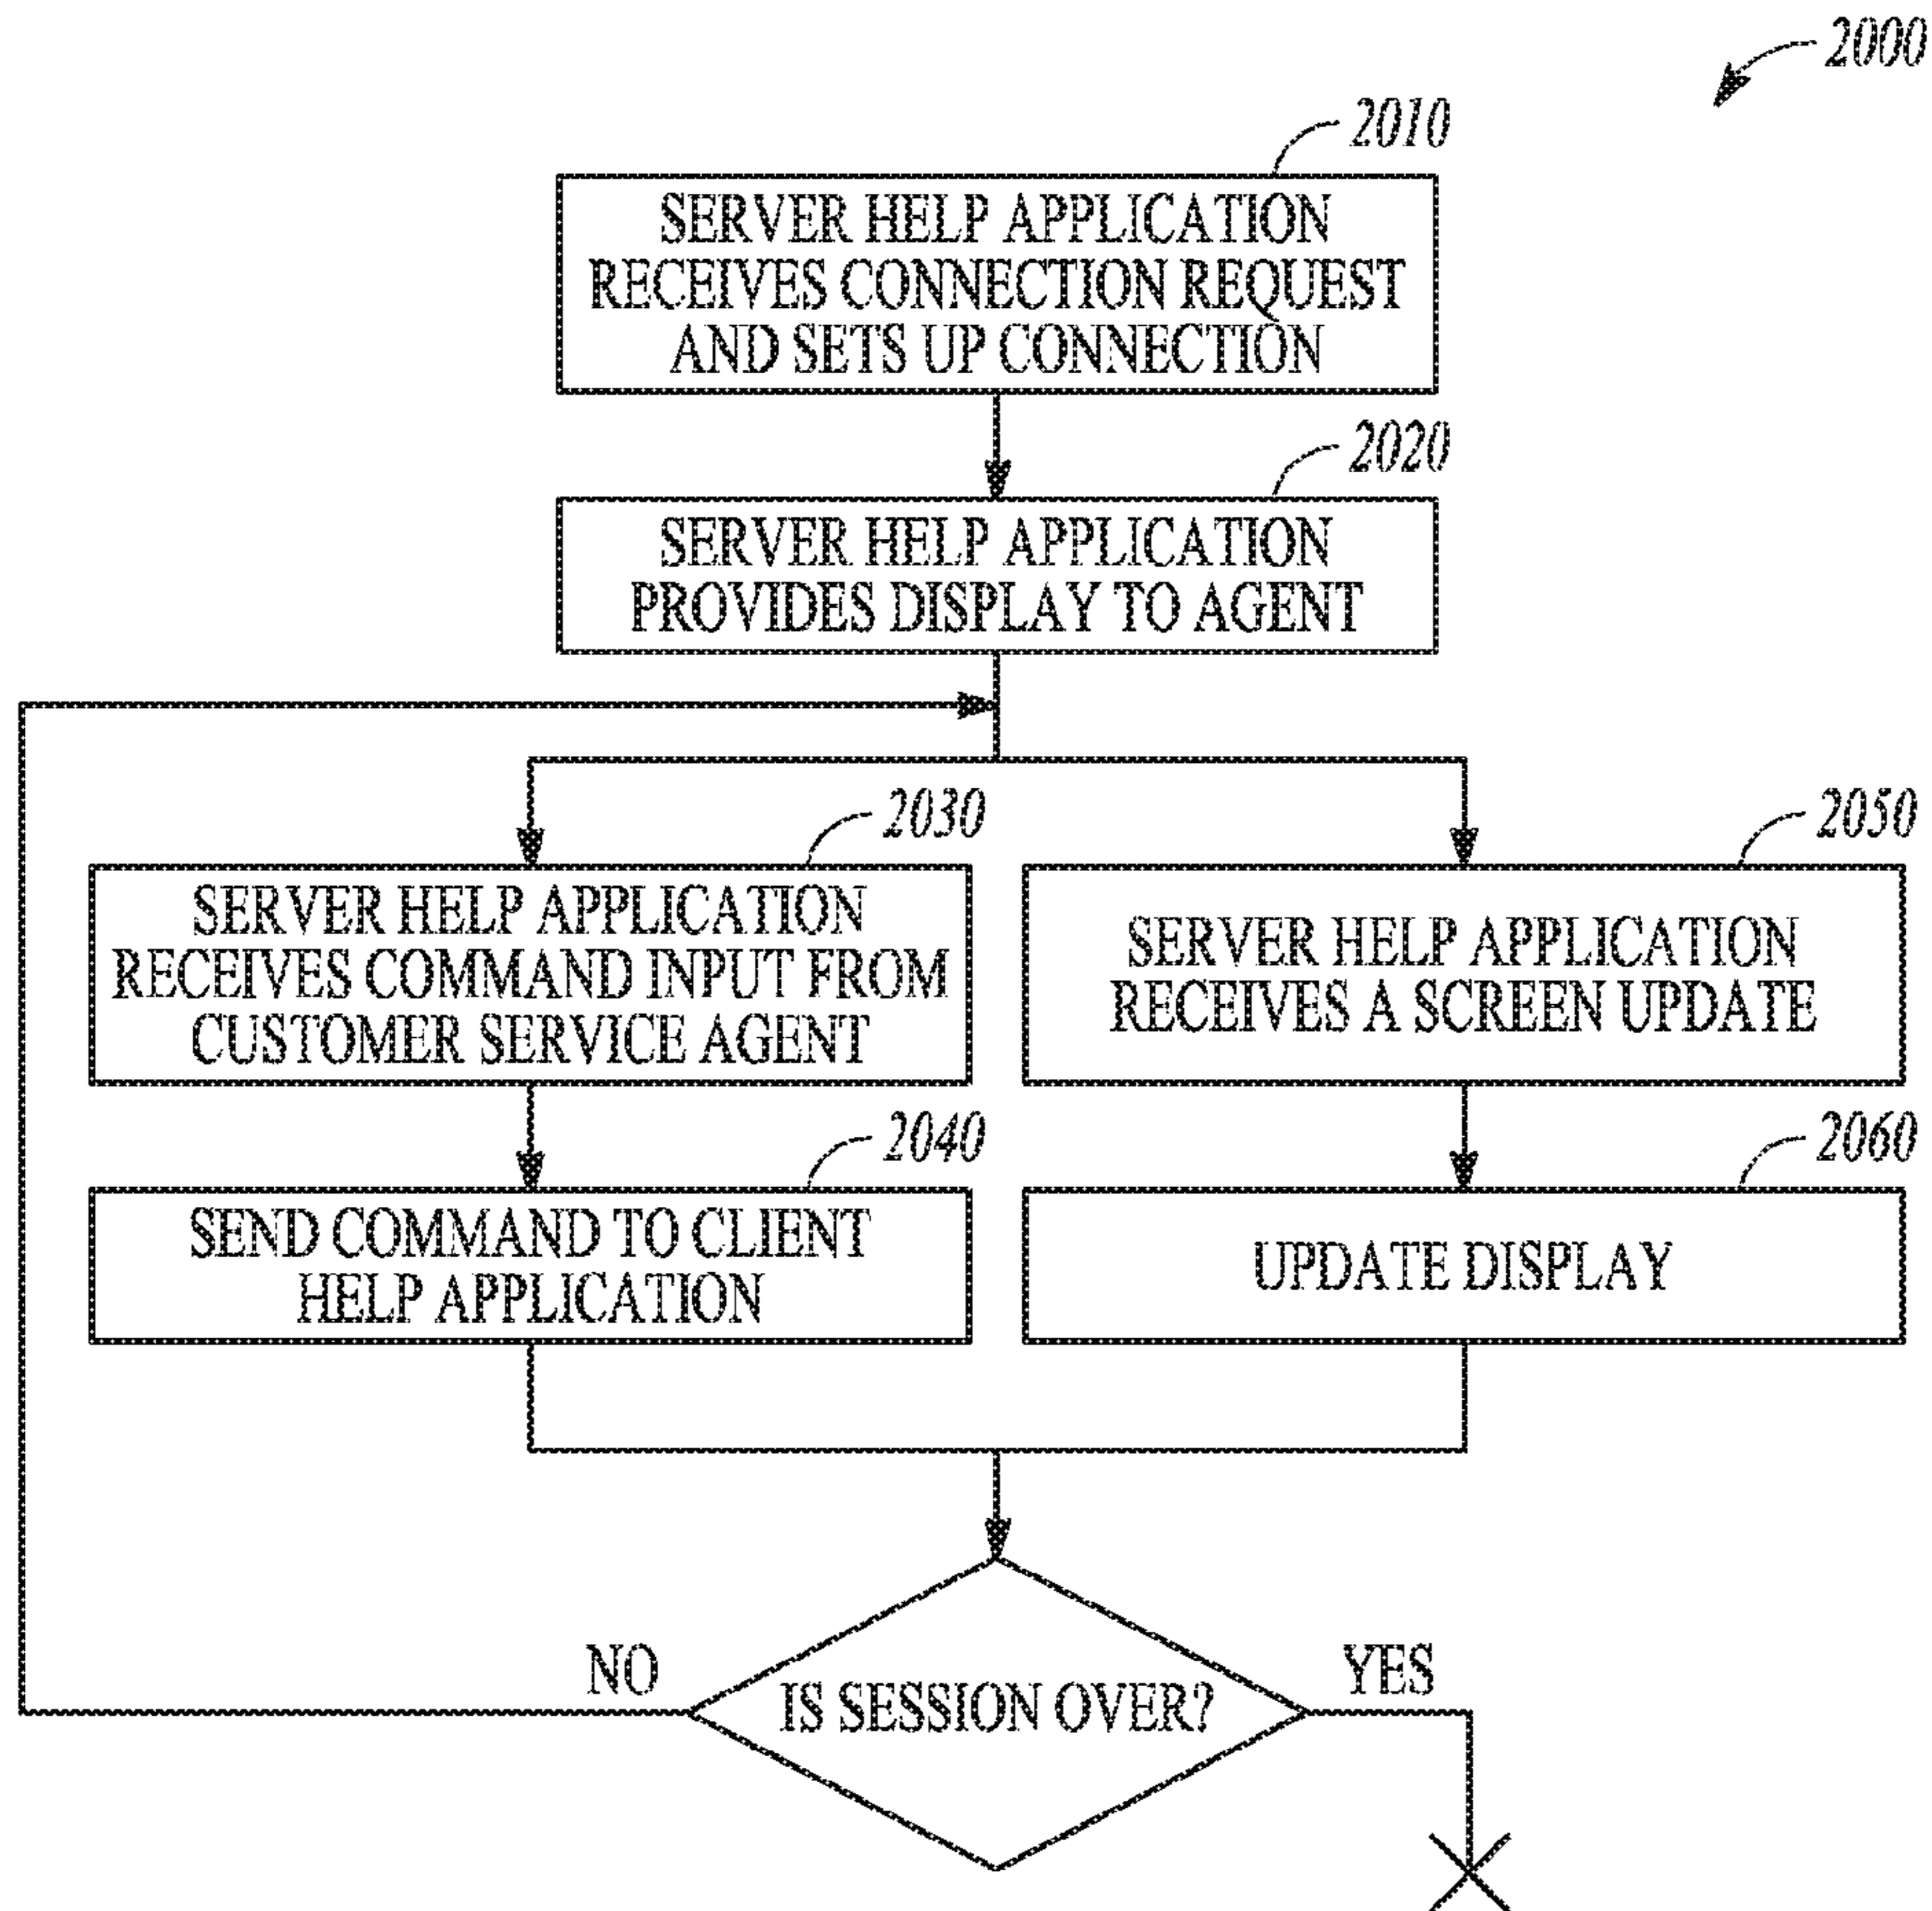 2000
2010
SERVER HELP APPLICATION
RECEIVES CONNECTION REQUEST
AND SETS UP CONNECTION
2020
SERVER HELP APPLICATION
PROVIDES DISPLAY TO AGENT
2030
SERVER HELP APPLICATION
RECEIVES COMMAND INPUT FROM
CUSTOMER SERVICE AGENT
2050
SERVER HELP APPLICATION
RECEIVES A SCREEN UPDATE
2040
SEND COMMAND TO CLIENT
HELP APPLICATION
2060
UPDATE DISPLAY
NO
IS SESSION OVER?
YES